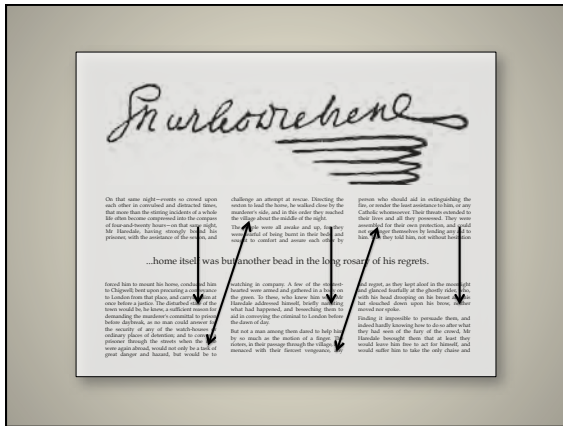 On that same night—events so crowd upon
each other in convulsed and distracted times,
that more than the stirring incidents of a whole
life often become compressed into the compass
of four-and-twenty hours—on that same night,
Mr Haredale, having strongly bound his
prisoner, with the assistance of the sexton, and
forced him to mount his horse, conducted him
to Chigwell; bent upon procuring a conveyance
to London from that place, and carrying him at
once before a justice. The disturbed state of the
town would be, he knew, a sufficient reason for
demanding the murderer's committal to prison
before daybreak, as no man could answer for
the security of any of the watch-houses or
ordinary places of detention; and to convey a
prisoner through the streets when the mob
were again abroad, would not only be a task of
great danger and hazard, but would be to
challenge an attempt at rescue. Directing the
sexton to lead the horse, he walked close by the
murderer's side, and in this order they reached
the village about the middle of the night.
The people were all awake and up, for they
were fearful of being burnt in their beds, and
sought to comfort and assure each other by
watching in company. A few of the stoutest-
hearted were armed and gathered in a body on
the green. To these, who knew him well, Mr
Haredale addressed himself, briefly narrating
what had happened, and beseeching them to
aid in conveying the criminal to London before
the dawn of day.
But not a man among them dared to help him
by so much as the motion of a finger. The
rioters, in their passage through the village, had
menaced with their fiercest vengeance, any
person who should aid in extinguishing the
fire, or render the least assistance to him, or any
Catholic whomsoever. Their threats extended to
their lives and all they possessed. They were
assembled for their own protection, and could
not endanger themselves by lending any aid to
him. This they told him, not without hesitation
and regret, as they kept aloof in the moonlight
and glanced fearfully at the ghostly rider, who,
with his head drooping on his breast and his
hat slouched down upon his brow, neither
moved nor spoke.
Finding it impossible to persuade them, and
indeed hardly knowing how to do so after what
they had seen of the fury of the crowd, Mr
Haredale besought them that at least they
would leave him free to act for himself, and
would suffer him to take the only chaise and
...home itself was but another bead in the long rosary of his regrets.